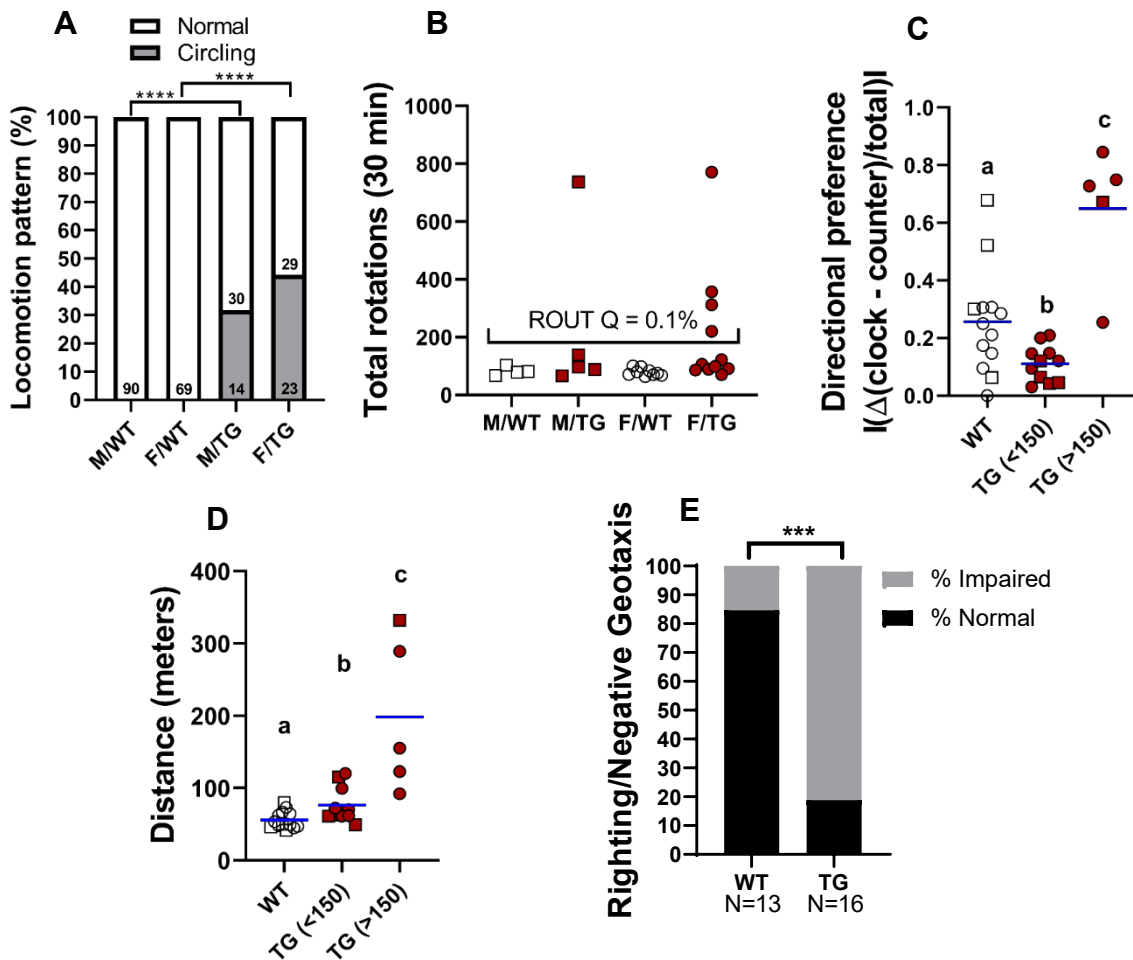 A
Normal
Circling
****
****
Locomotion pattern (%)
100
90
80
70
60
50
40
30
20
10
0
90
69
30
14
29
23
M/WT
F/WT
M/TG
F/TG
B
Total rotations (30 min)
1000
800
600
400
200
0
ROUT Q = 0.1%
M/WT
M/TG
F/WT
F/TG
C
Directional preference
I(Δ(clock - counter)/total)I
1.0
0.8
0.6
0.4
0.2
0.0
a
b
c
WT
TG (<150)
TG (>150)
D
Distance (meters)
400
300
200
100
0
a
b
c
WT
TG (<150)
TG (>150)
E
Righting/Negative Geotaxis
100
90
80
70
60
50
40
30
20
10
0
***
% Impaired
% Normal
WT
N=13
TG
N=16